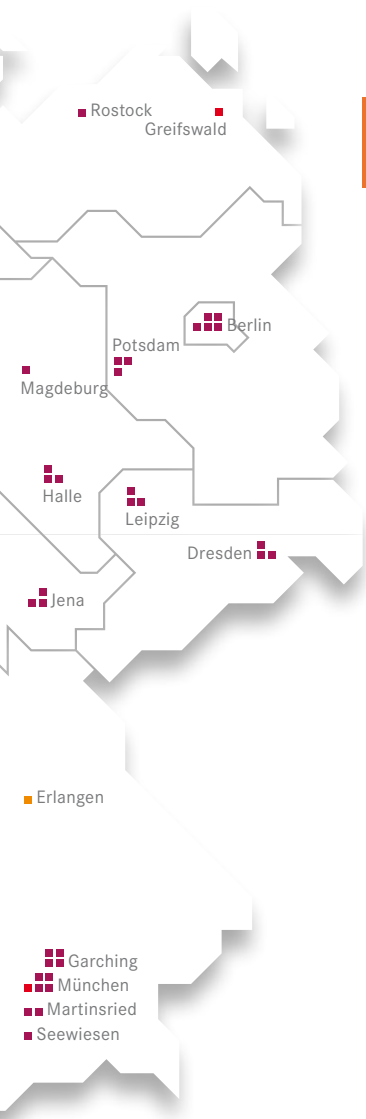 Rostock
Greifswald
Berlin
Potsdam
Magdeburg
Halle
Leipzig
Dresden
Jena
Erlangen
Garching
München
Martinsried
Seewiesen